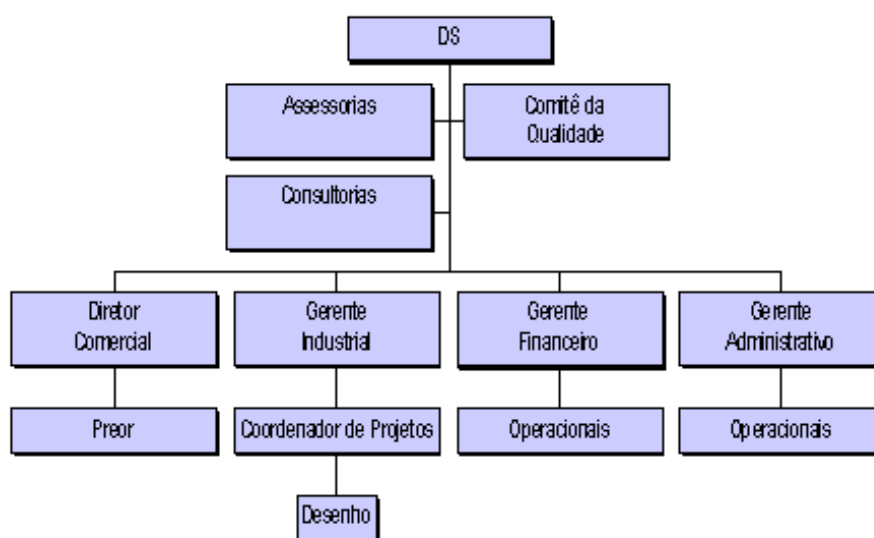 DS
Assessorias
Comitê da
Qualidade
Consultorias
Diretor
Comercial
Gerente
Industrial
Gerente
Financeiro
Gerente
Administrativo
Preor
Coordenador de Projetos
Operacionais
Operacionais
Desenho